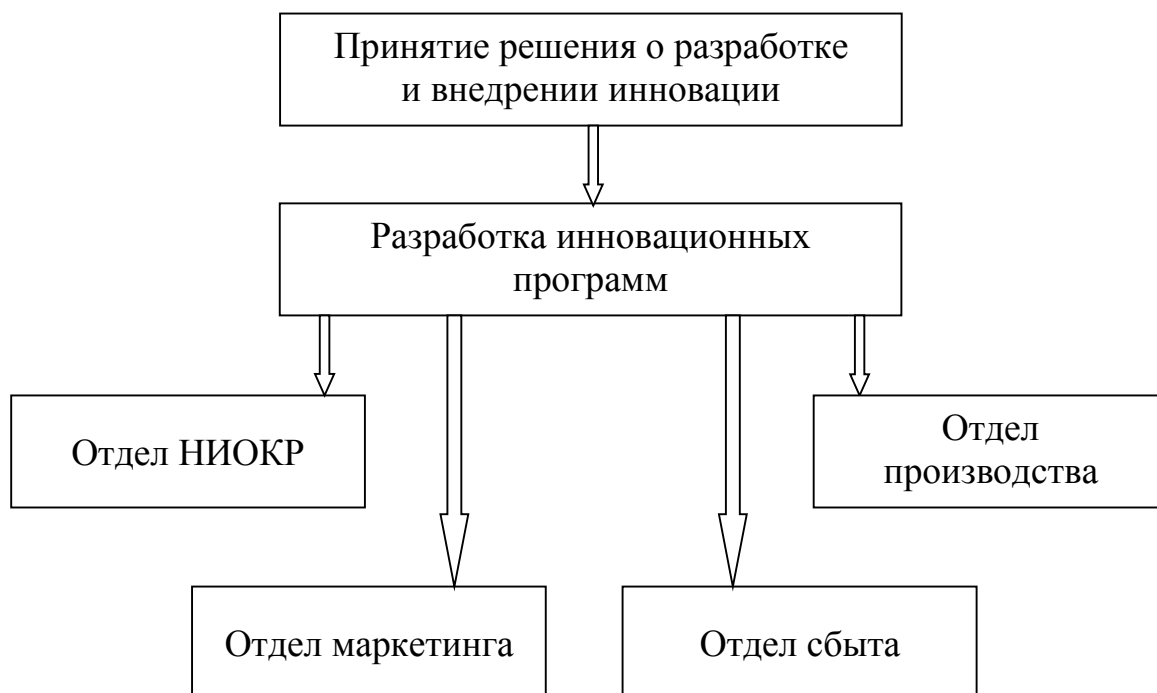 Принятие решения о разработке
и внедрении инновации
Разработка инновационных
программ
Отдел НИОКР
Отдел
производства
Отдел маркетинга
Отдел сбыта